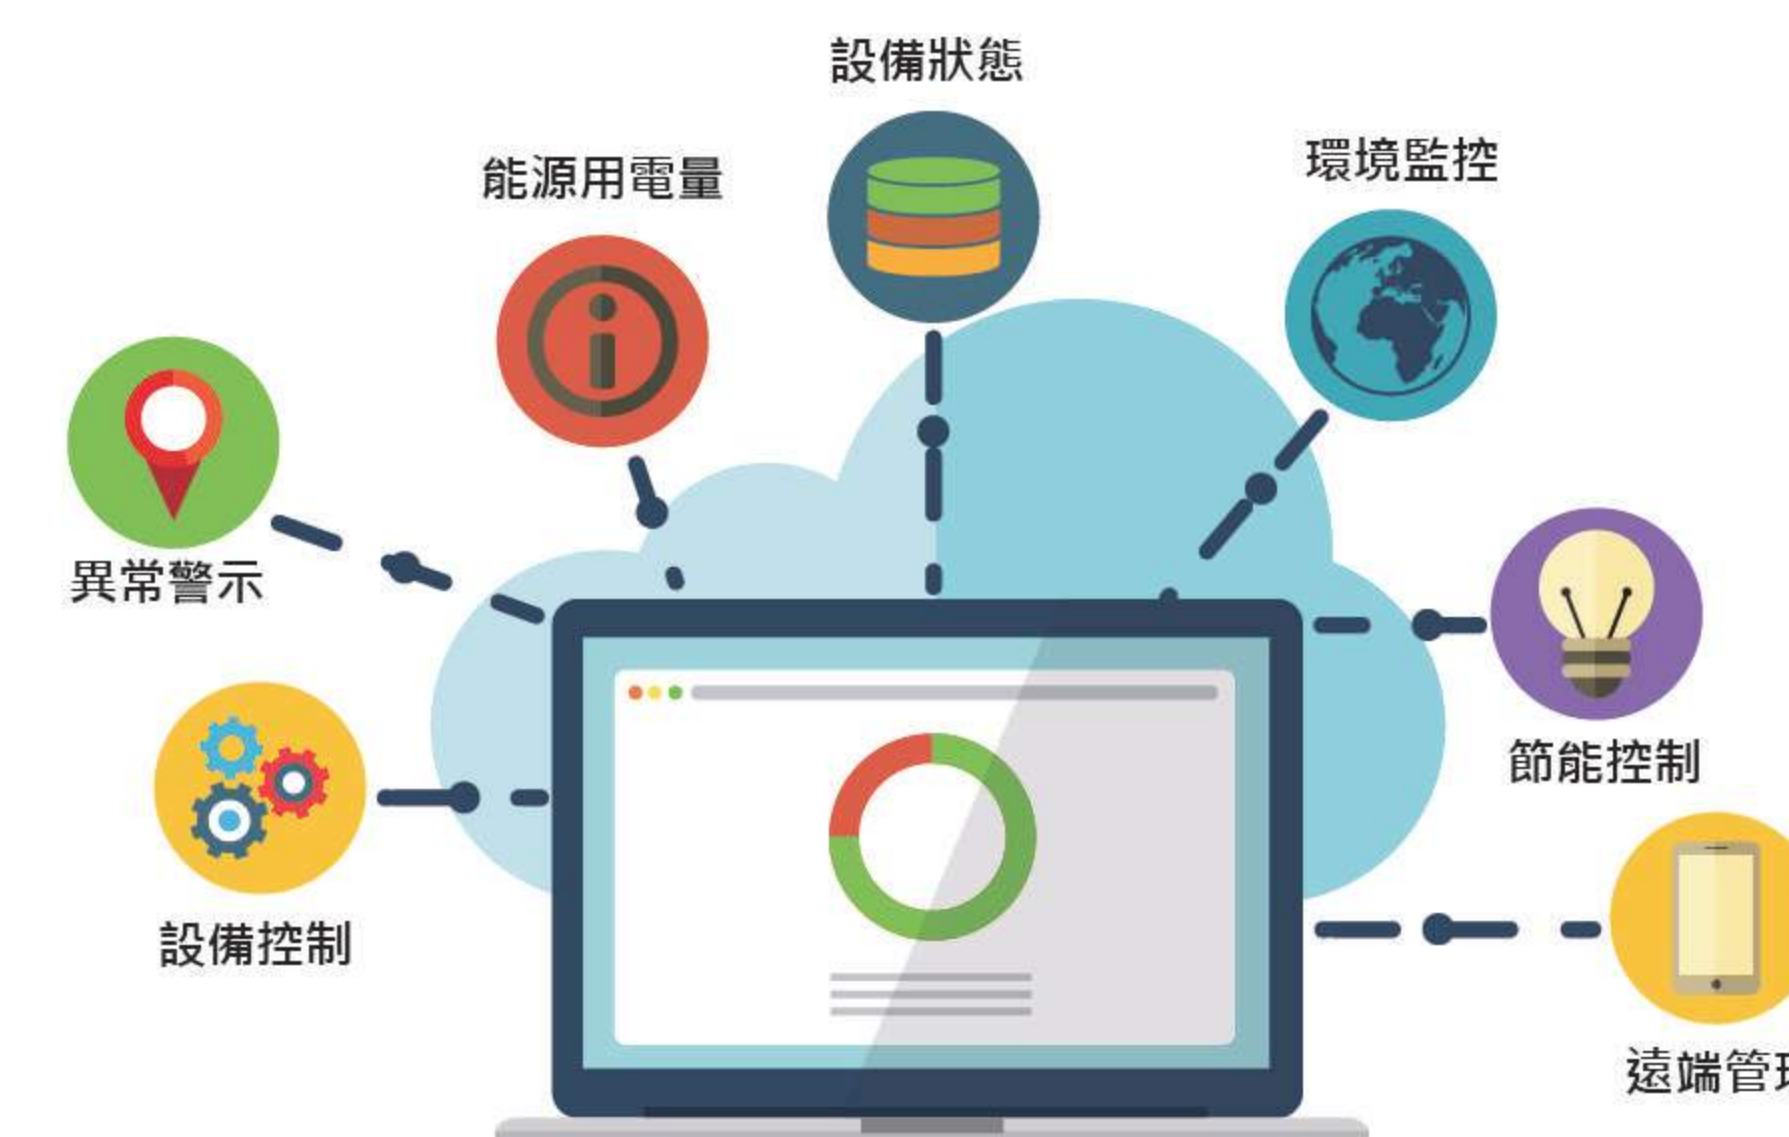 設備狀態
環境監控
能源用電量
異常警示
節能控制
設備控制
遠端管